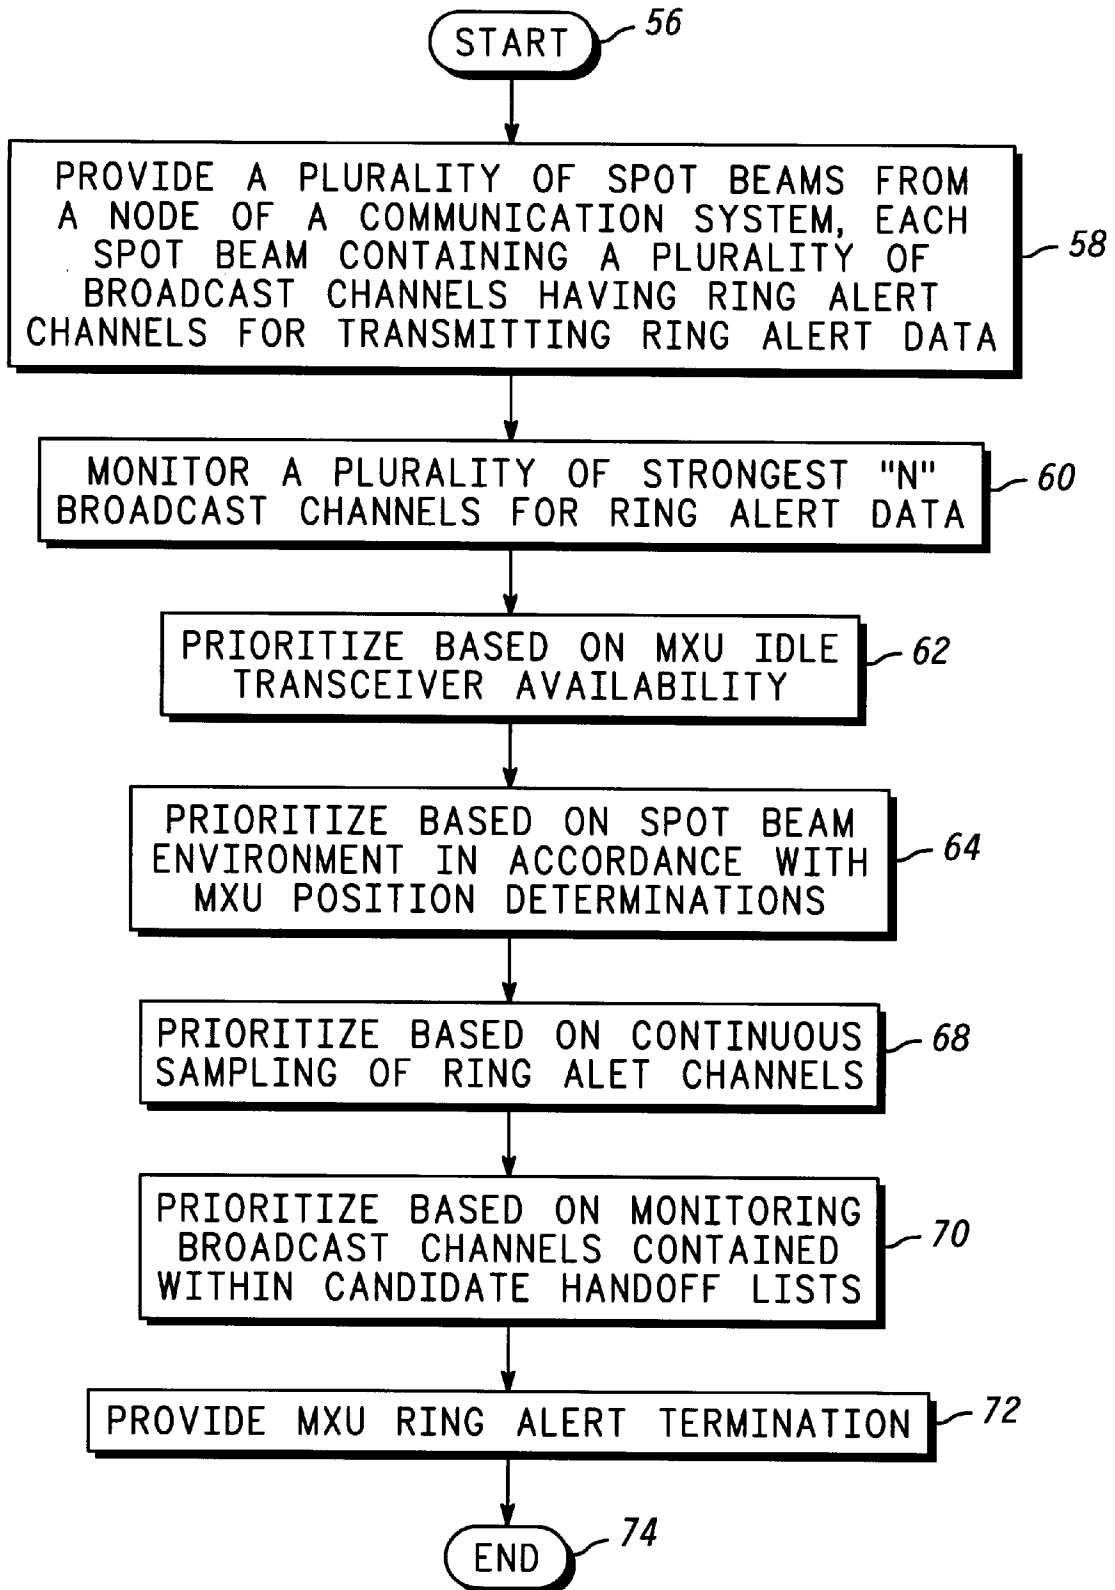 START
56
PROVIDE A PLURALITY OF SPOT BEAMS FROM
A NODE OF A COMMUNICATION SYSTEM, EACH
SPOT BEAM CONTAINING A PLURALITY OF
BROADCAST CHANNELS HAVING RING ALERT
CHANNELS FOR TRANSMITTING RING ALERT DATA
58
MONITOR A PLURALITY OF STRONGEST "N"
BROADCAST CHANNELS FOR RING ALERT DATA
60
PRIORITIZE BASED ON MXU IDLE
TRANSCEIVER AVAILABILITY
62
PRIORITIZE BASED ON SPOT BEAM
ENVIRONMENT IN ACCORDANCE WITH
MXU POSITION DETERMINATIONS
64
PRIORITIZE BASED ON CONTINUOUS
SAMPLING OF RING ALET CHANNELS
68
PRIORITIZE BASED ON MONITORING
BROADCAST CHANNELS CONTAINED
WITHIN CANDIDATE HANDOFF LISTS
70
PROVIDE MXU RING ALERT TERMINATION
72
END
74